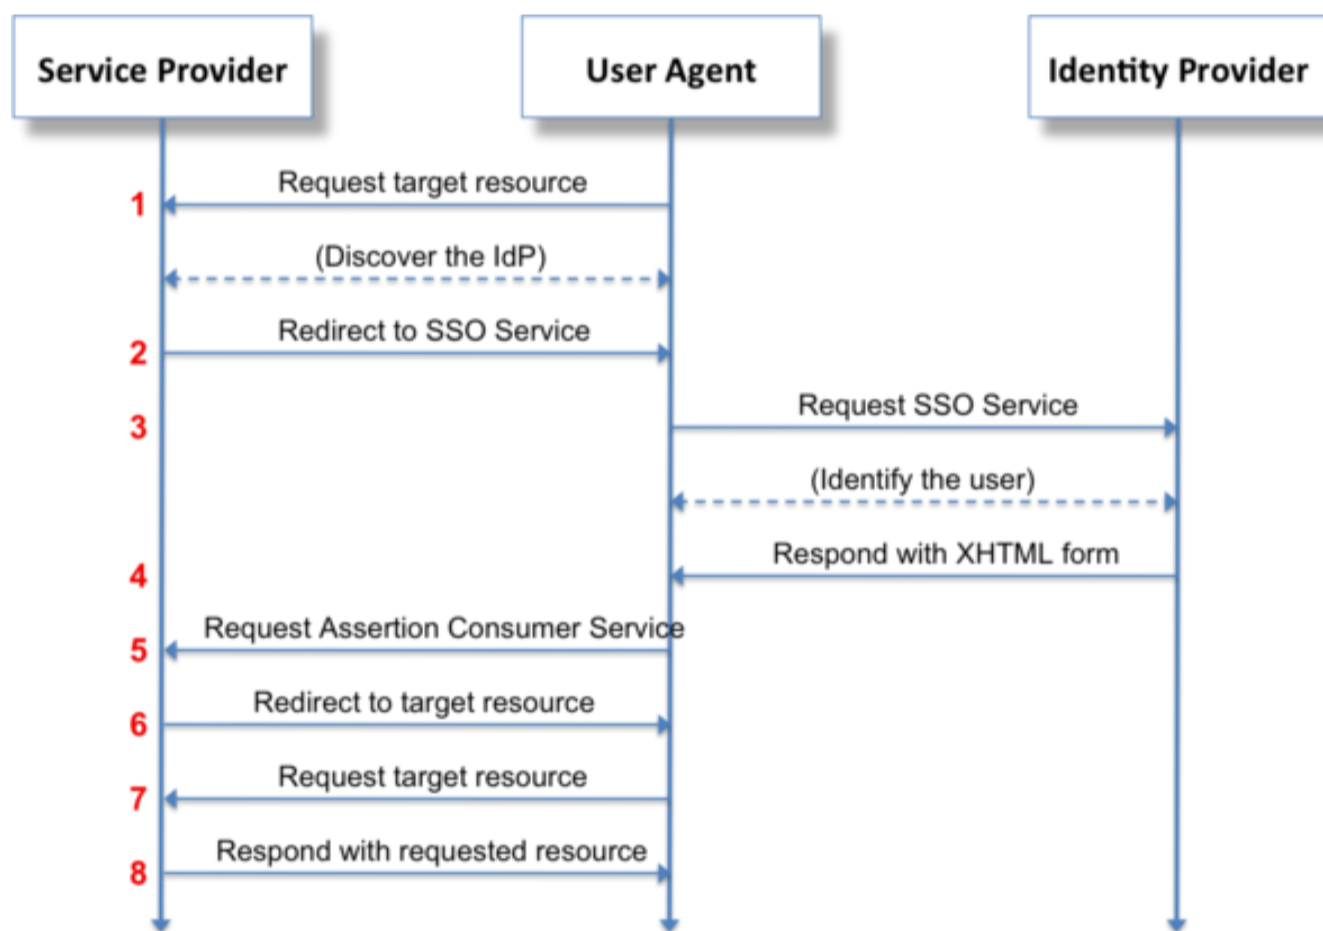 Service Provider
User Agent
Identity Provider
1
Request target resource
(Discover the IdP)
2
Redirect to SSO Service
3
Request SSO Service
(Identify the user)
4
Respond with XHTML form
5
Request Assertion Consumer Service
6
Redirect to target resource
7
Request target resource
8
Respond with requested resource